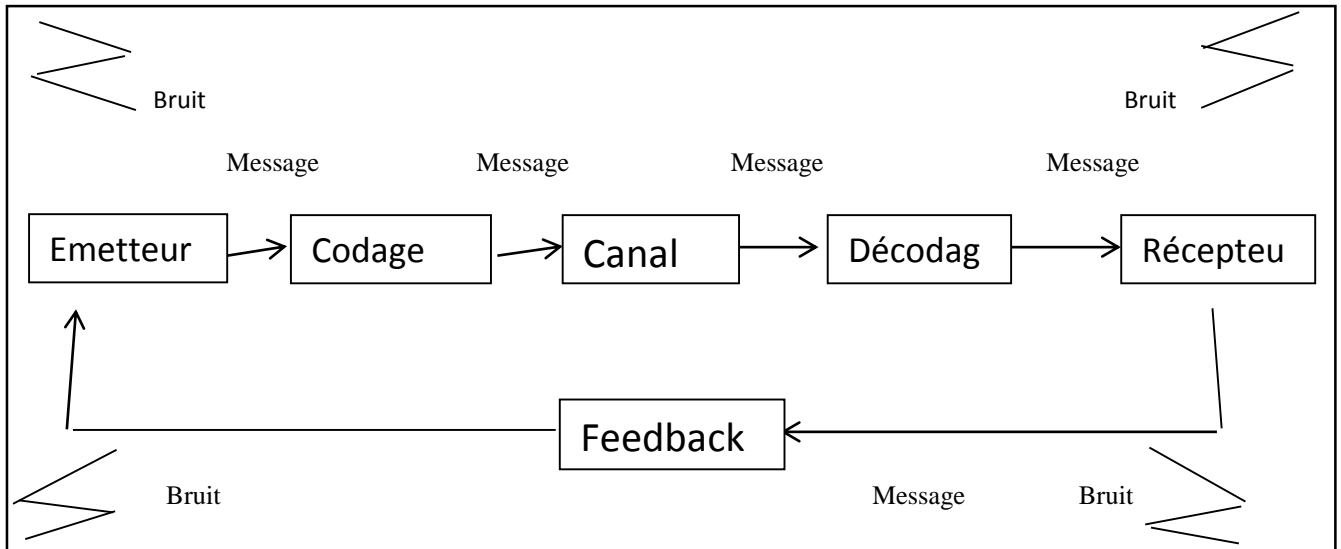 Bruit Bruit
Message Message Message Message
Emetteur Codage Canal Décodag Récepteu
Feedback
Bruit Message Bruit